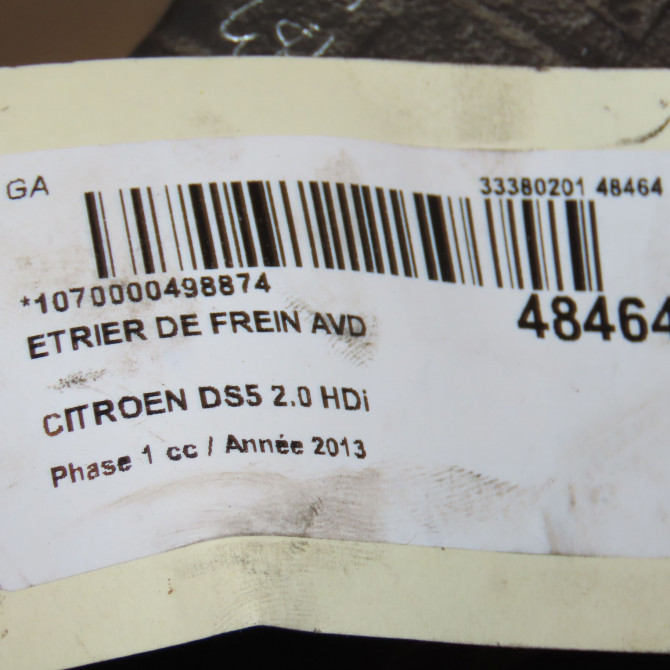 GA
33380201 48464
*1070000498874
48464
ETRIER DE FREIN AVD
CITROEN DS5 2.0 HDi
Phase 1 cc / Année 2013